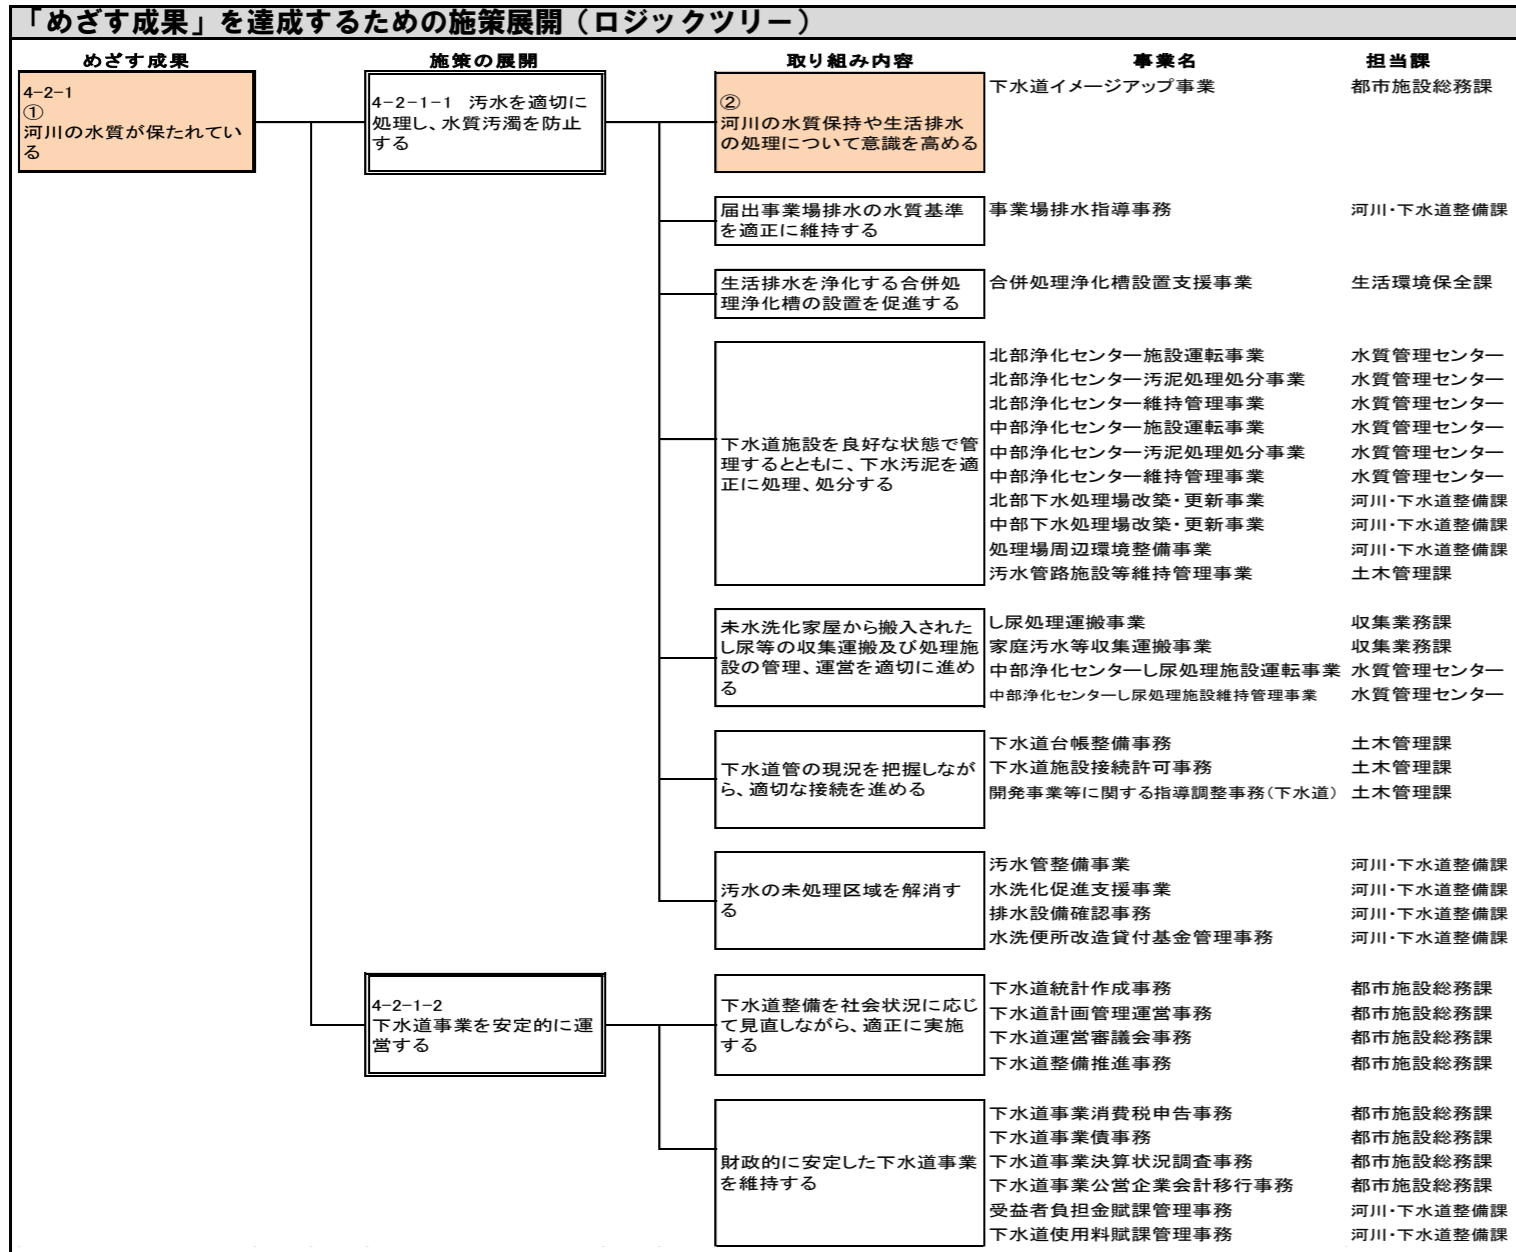 「めざす成果」を達成するための施策展開（ロジックツリー）
めざす成果 施策の展開 取り組み内容 事業名 担当課
4-2-1
①
河川の水質が保たれてい
る
4-2-1-1 汚水を適切に
処理し、水質汚濁を防止
する
②
河川の水質保持や生活排水
の処理について意識を高める
下水道イメージアップ事業 都市施設総務課
届出事業場排水の水質基準
を適正に維持する
事業場排水指導事務 河川・下水道整備課
生活排水を浄化する合併処
理浄化槽の設置を促進する
合併処理浄化槽設置支援事業 生活環境保全課
下水道施設を良好な状態で管
理するとともに、下水汚泥を適
正に処理、処分する
北部浄化センター施設運転事業 水質管理センター
北部浄化センター汚泥処理処分事業 水質管理センター
北部浄化センター維持管理事業 水質管理センター
中部浄化センター施設運転事業 水質管理センター
中部浄化センター汚泥処理処分事業 水質管理センター
中部浄化センター維持管理事業 水質管理センター
北部下水処理場改築・更新事業 河川・下水道整備課
中部下水処理場改築・更新事業 河川・下水道整備課
処理場周辺環境整備事業 河川・下水道整備課
汚水管路施設等維持管理事業 土木管理課
未水洗化家屋から搬入された
し尿等の収集運搬及び処理施
設の管理、運営を適切に進め
る
し尿処理運搬事業 収集業務課
家庭汚水等収集運搬事業 収集業務課
中部浄化センターし尿処理施設運転事業 水質管理センター
中部浄化センターし尿処理施設維持管理事業 水質管理センター
下水道管の現況を把握しなが
ら、適切な接続を進める
下水道台帳整備事務 土木管理課
下水道施設接続許可事務 土木管理課
開発事業等に関する指導調整事務（下水道） 土木管理課
汚水の未処理区域を解消す
る
汚水管整備事業 河川・下水道整備課
水洗化促進支援事業 河川・下水道整備課
排水設備確認事務 河川・下水道整備課
水洗便所改造貸付基金管理事務 河川・下水道整備課
4-2-1-2
下水道事業を安定的に運
営する
下水道整備を社会状況に応じ
て見直しながら、適正に実施
する
下水道統計作成事務 都市施設総務課
下水道計画管理運営事務 都市施設総務課
下水道運営審議会事務 都市施設総務課
下水道整備推進事務 都市施設総務課
財政的に安定した下水道事業
を維持する
下水道事業消費税申告事務 都市施設総務課
下水道事業債事務 都市施設総務課
下水道事業決算状況調査事務 都市施設総務課
下水道事業公営企業会計移行事務 都市施設総務課
受益者負担金賦課管理事務 河川・下水道整備課
下水道使用料賦課管理事務 河川・下水道整備課